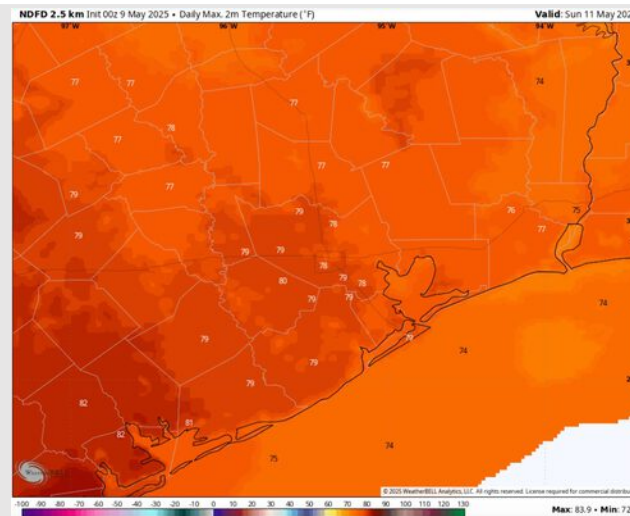 NDFD 2.5 km Init 00z 9 May 2025 • Daily Max. 2m Temperature (°F)
Valid: Sun 11 May 202
97°W 96°W 95°W 94°W
77 77 74
77
77 78
77 77
77
79
79 76 75
78 77
79
79 79
78
80 79 78
79 79
74
79 79
74
79
79
82
81
82
74
75
© 2025 WeatherBELL Analytics, LLC. All rights reserved. License required for commercial distribu
-100 -90 -80 -70 -60 -50 -40 -30 -20 -10 0 10 20 30 40 50 60 70 80 90 100 110 120 130
Max: 83.9 • Min: 72